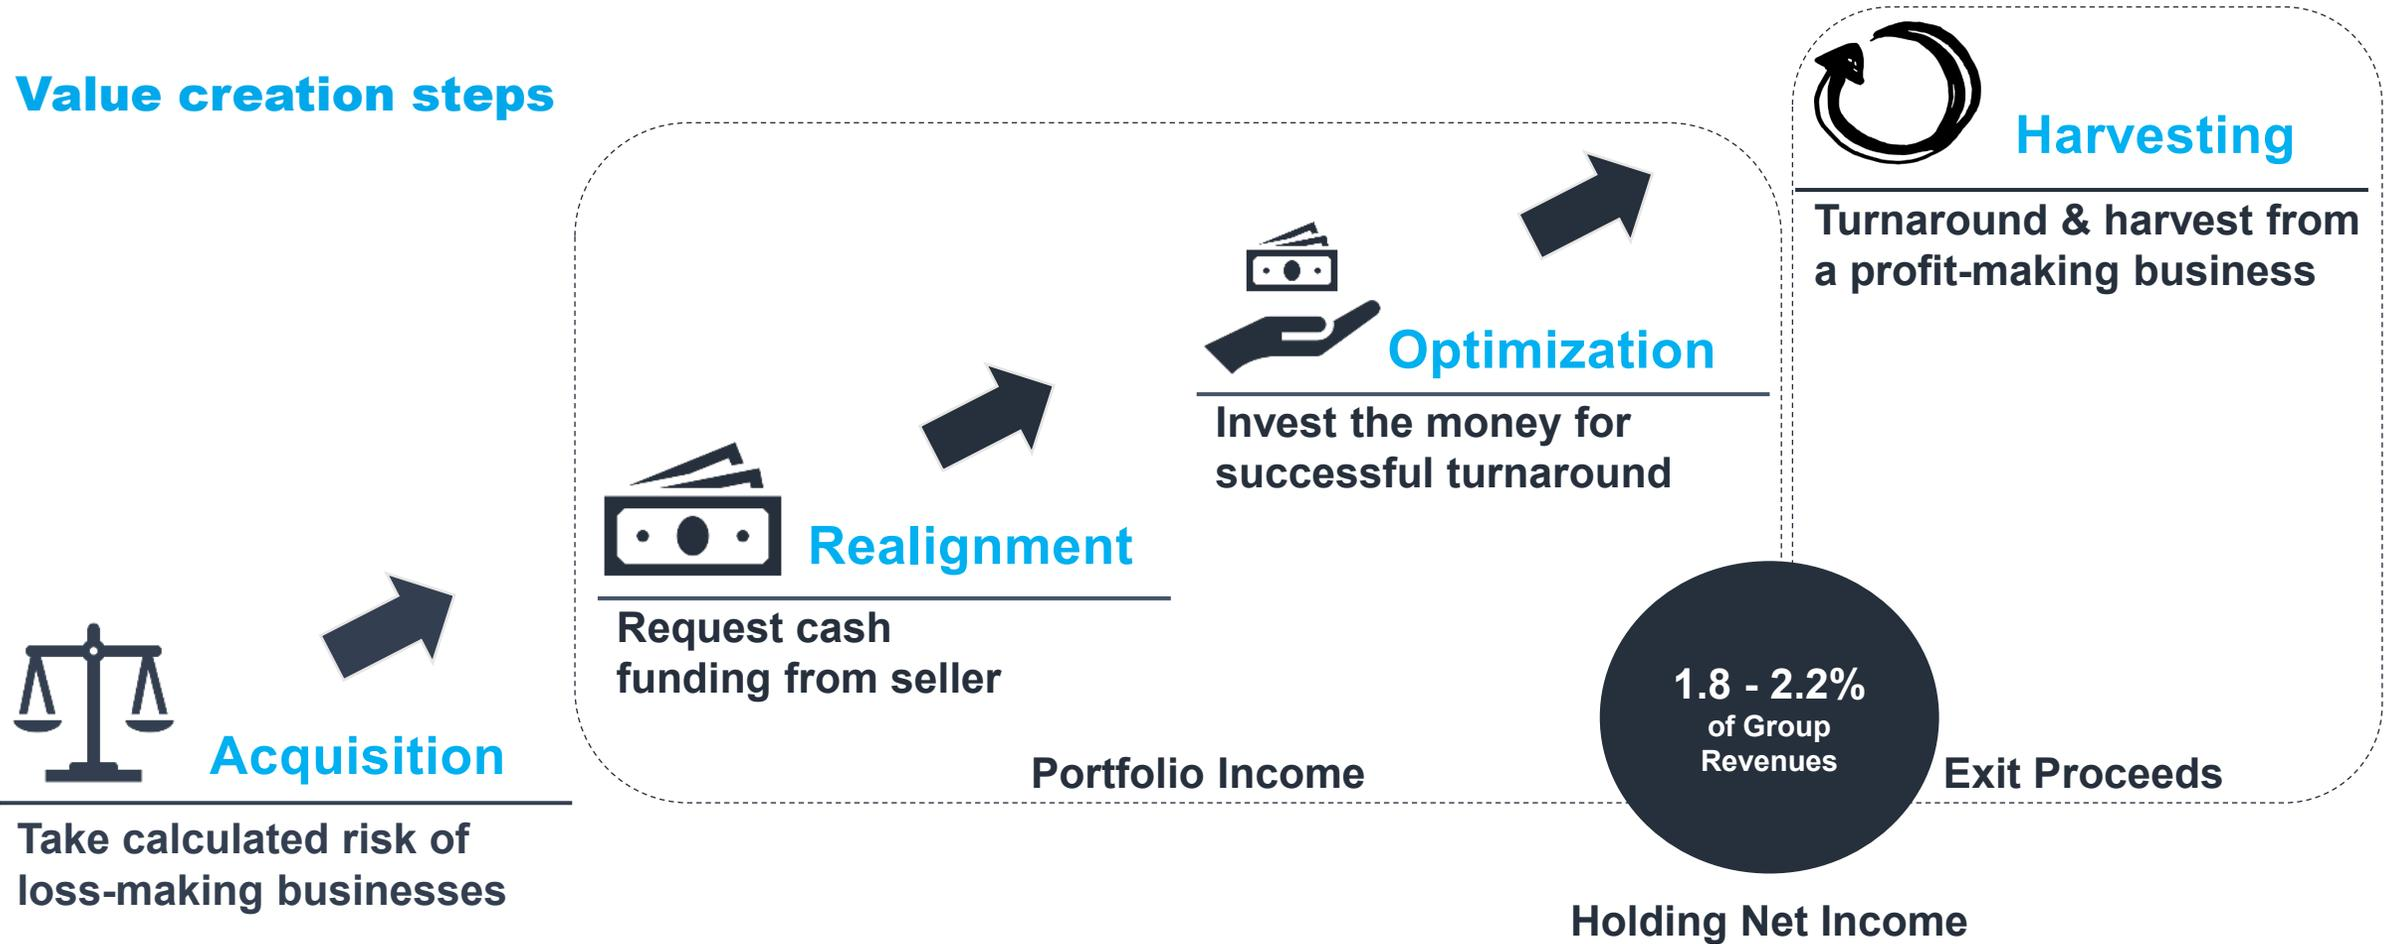 Value creation steps
Acquisition
Take calculated risk of
loss-making businesses
Realignment
Request cash
funding from seller
Optimization
Invest the money for
successful turnaround
Harvesting
Turnaround & harvest from
a profit-making business
Portfolio Income
1.8 - 2.2%
of Group
Revenues
Exit Proceeds
Holding Net Income